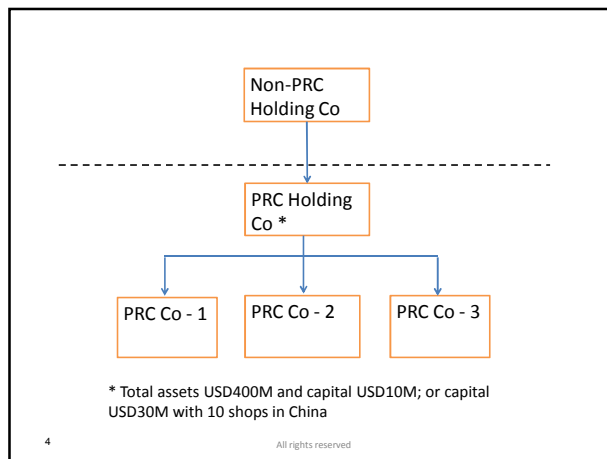 Non-PRC
Holding Co
PRC Holding
Co *
PRC Co - 1
PRC Co - 2
PRC Co - 3
* Total assets USD400M and capital USD10M; or capital
USD30M with 10 shops in China
4
All rights reserved